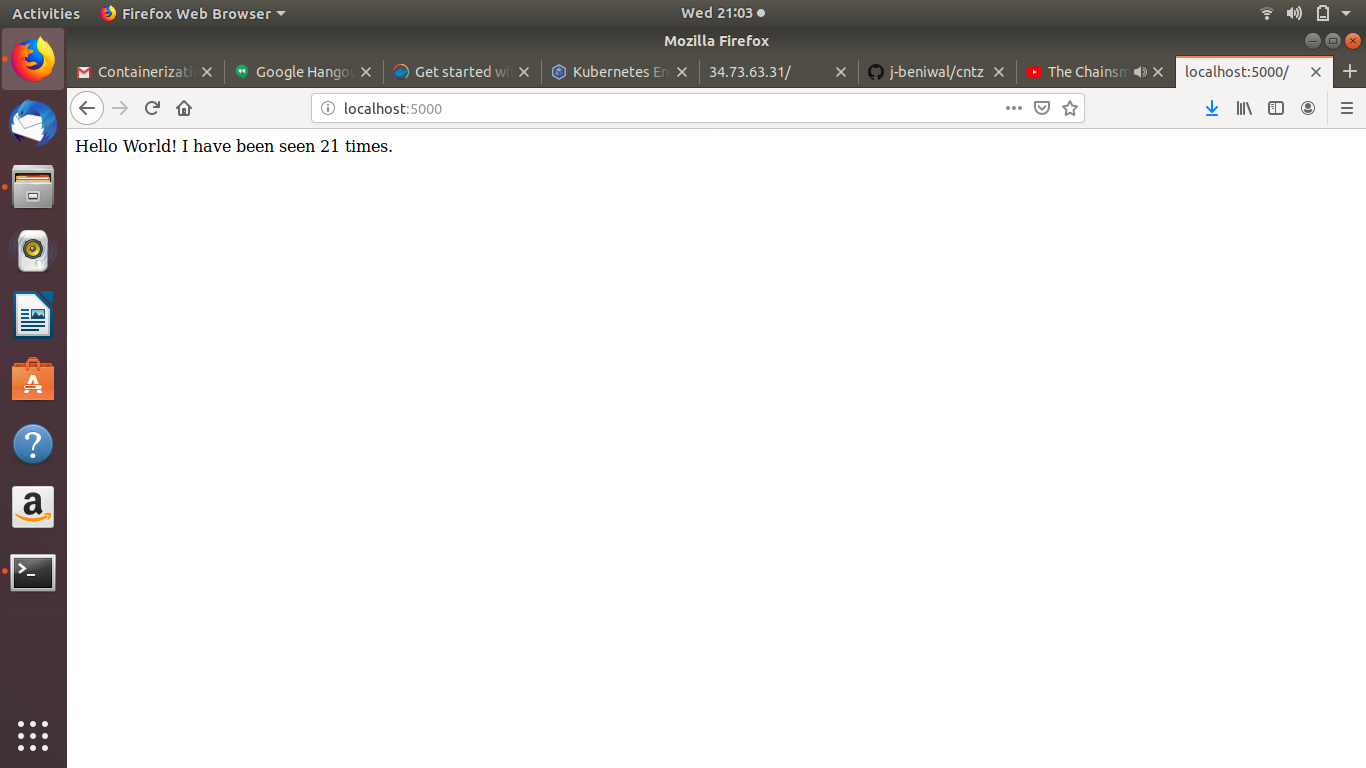 Activities Firefox Web Browser Wed 21:03
Mozilla Firefox
Containerizati Google Hangou Get started wi Kubernetes En 34.73.63.31/ j-beniwal/cntz The Chainsm localhost:5000/
localhost:5000
Hello World! I have been seen 21 times.